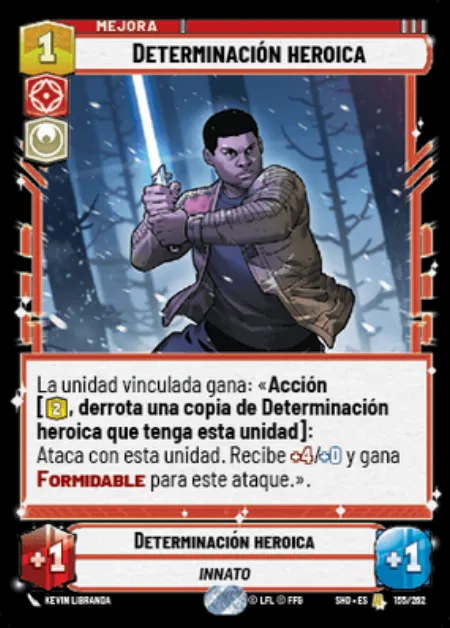 MEJORA
1
DETERMINACIÓN HEROICA
La unidad vinculada gana: «Acción
[2, derrota una copia de Determinación
heroica que tenga esta unidad]:
Ataca con esta unidad. Recibe +4/+0 y gana
FORMIDABLE para este ataque.».
+1
DETERMINACIÓN HEROICA
+1
INNATO
KEVIN LIBRANDA
© LFL © FFG
SHD • ES
155/262